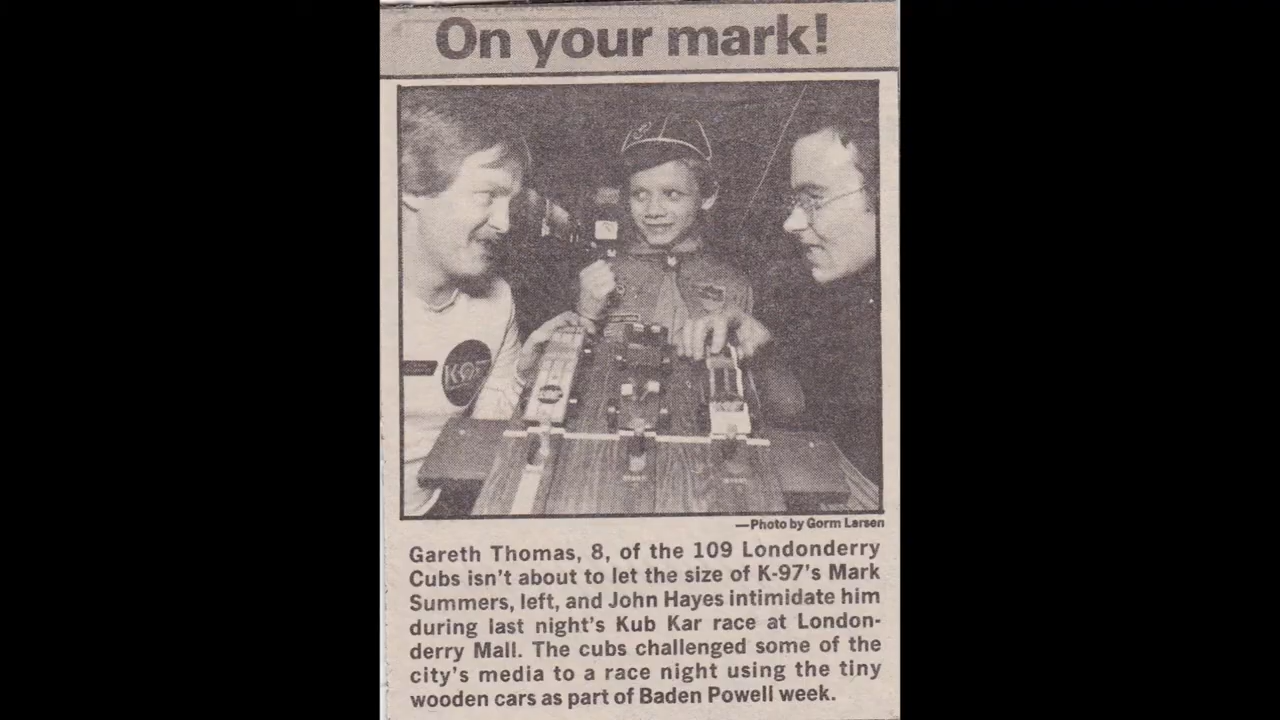 On your mark!
K-97
—Photo by Gorm Larsen
Gareth Thomas, 8, of the 109 Londonderry
Cubs isn't about to let the size of K-97's Mark
Summers, left, and John Hayes intimidate him
during last night's Kub Kar race at London-
derry Mall. The cubs challenged some of the
city's media to a race night using the tiny
wooden cars as part of Baden Powell week.